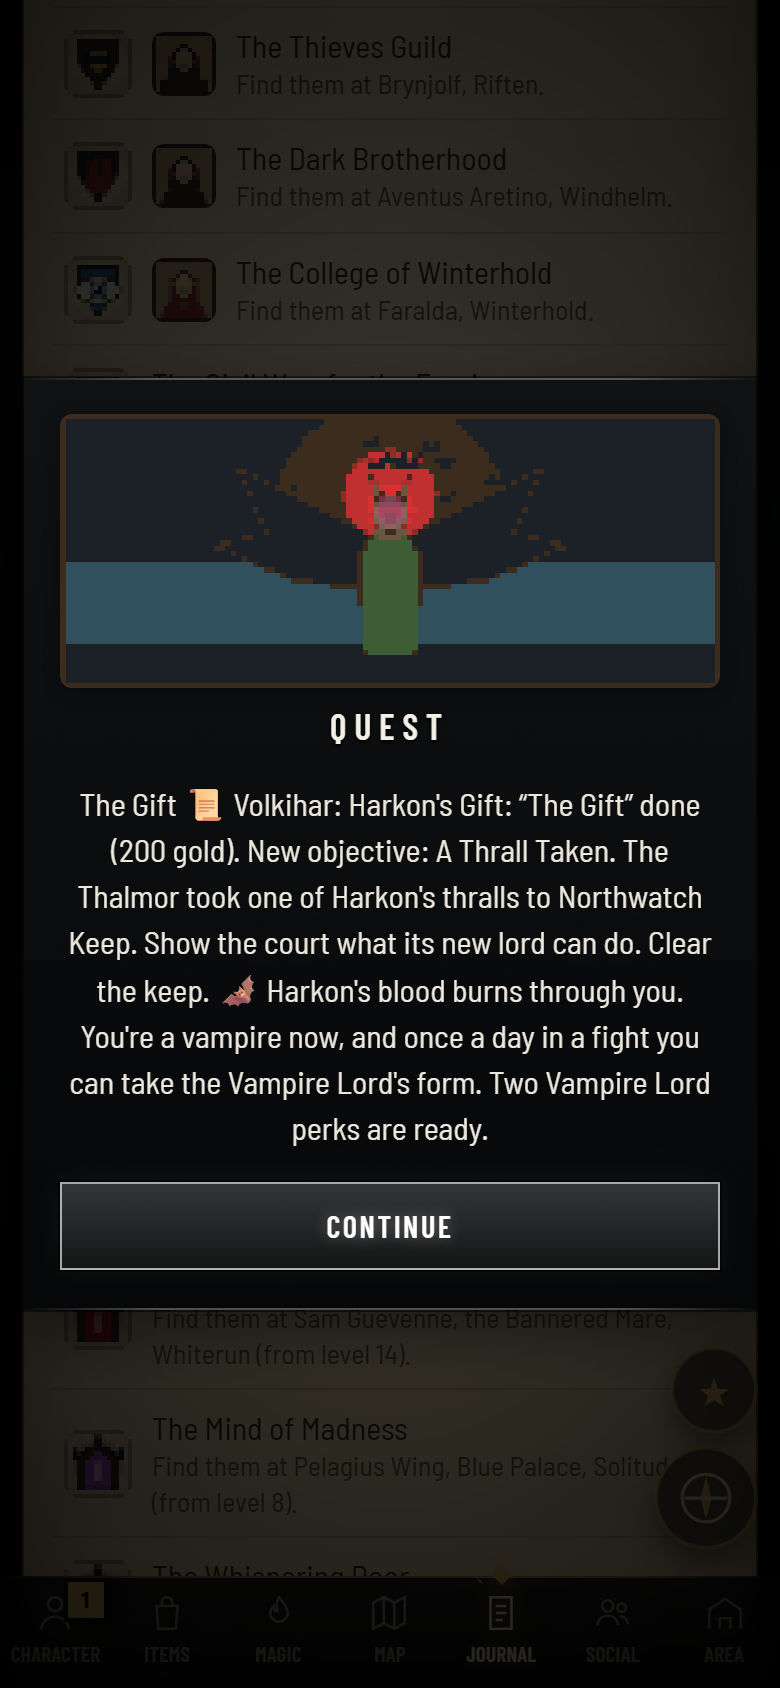 The Thieves Guild
Find them at Brynjolf, Riften.
The Dark Brotherhood
Find them at Aventus Aretino, Windhelm.
The College of Winterhold
Find them at Faralda, Winterhold.
QUEST
The Gift 📜 Volkihar: Harkon's Gift: “The Gift” done
(200 gold). New objective: A Thrall Taken. The
Thalmor took one of Harkon's thralls to Northwatch
Keep. Show the court what its new lord can do. Clear
the keep. 🦇 Harkon's blood burns through you.
You're a vampire now, and once a day in a fight you
can take the Vampire Lord's form. Two Vampire Lord
perks are ready.
CONTINUE
Find them at Sam Guevenne, the Bannered Mare,
Whiterun (from level 14).
The Mind of Madness
Find them at Pelagius Wing, Blue Palace, Solitud
(from level 8).
The Whispering Door
1
CHARACTER
ITEMS
MAGIC
MAP
JOURNAL
SOCIAL
AREA